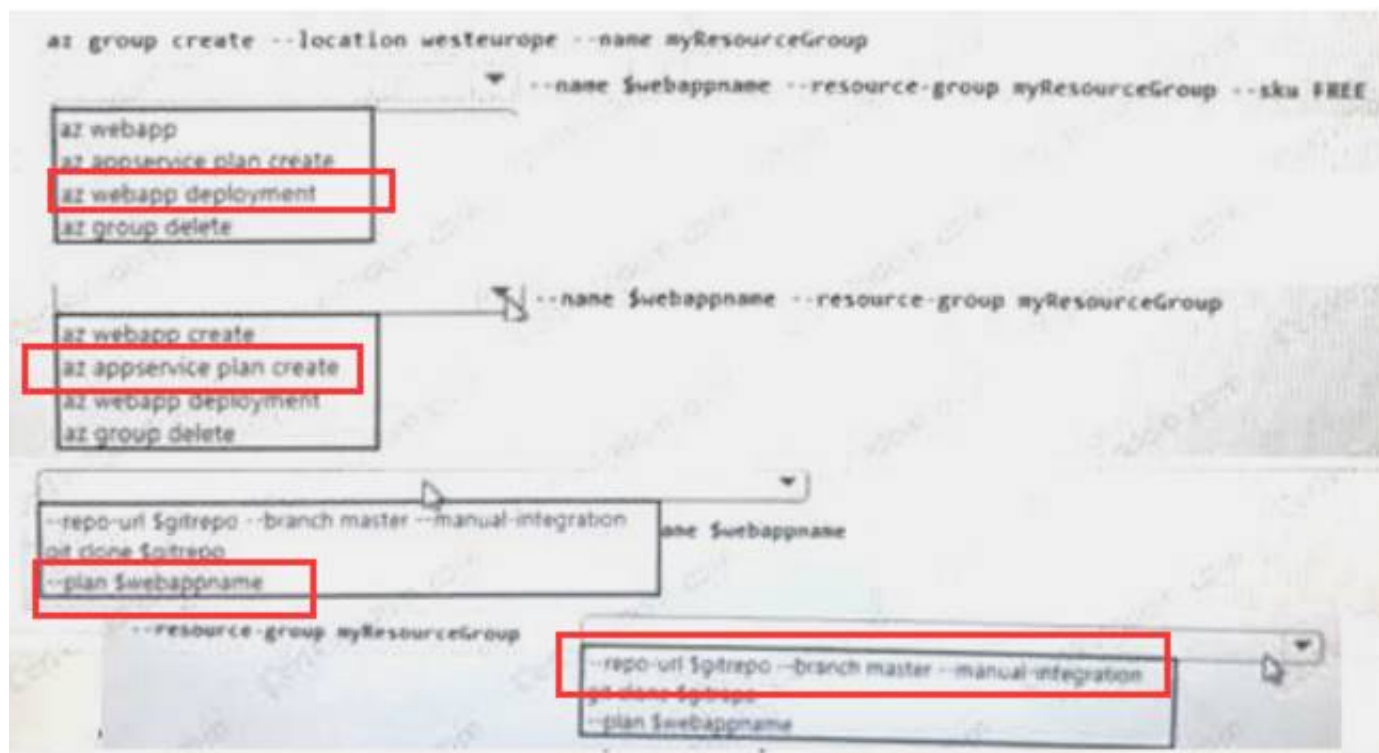 az group create --location westeurope --name myResourceGroup
--name $webappname --resource-group myResourceGroup --sku FREE
az webapp
az appservice plan create
az webapp deployment
az group delete
--name $webappname --resource-group myResourceGroup
az webapp create
az appservice plan create
az webapp deployment
az group delete
--repo-url $gitrepo --branch master --manual-integration
ame $webappname
git clone $gitrepo
--plan $webappname
--resource-group myResourceGroup
--repo-url $gitrepo --branch master --manual-integration
git clone $gitrepo
--plan $webappname